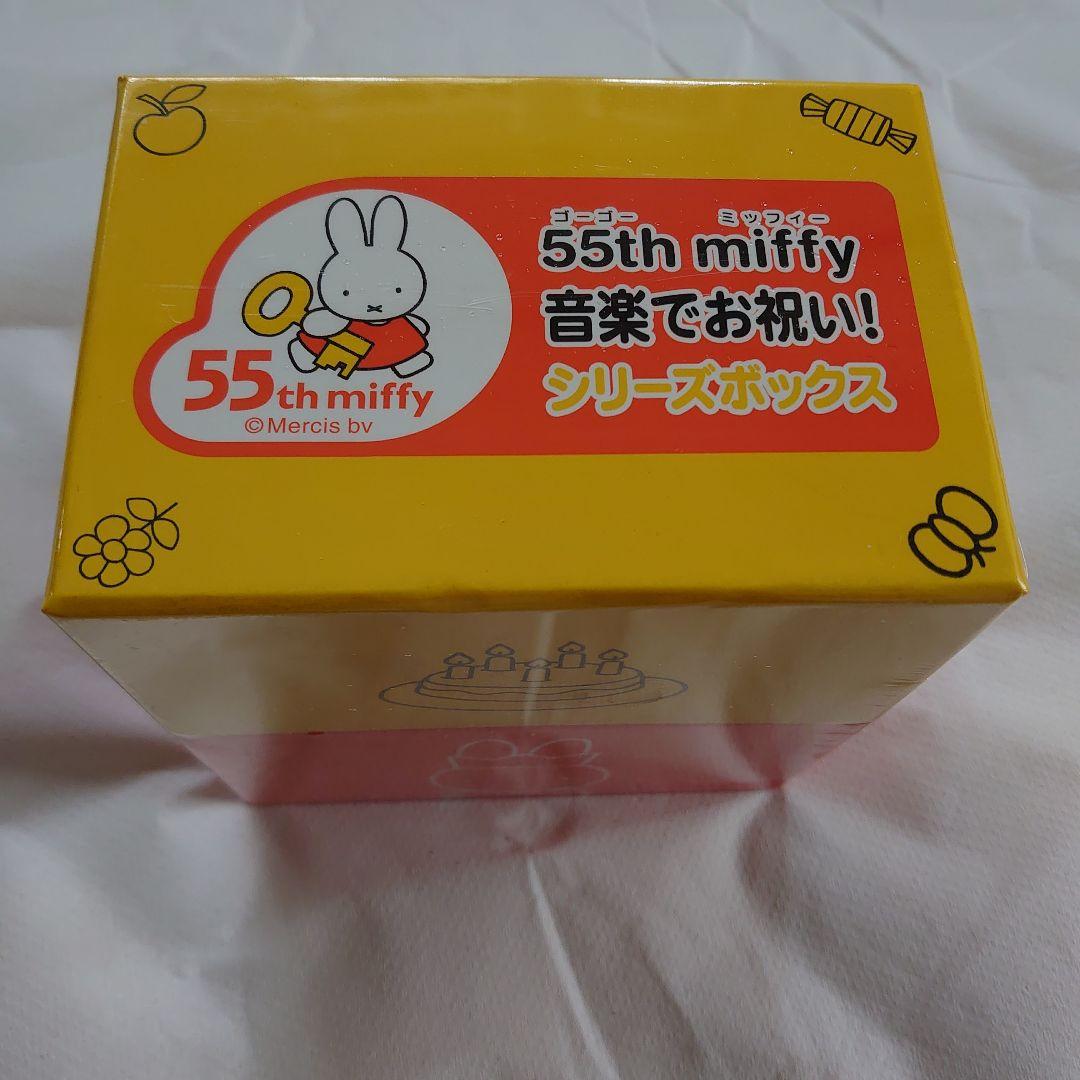 55th miffy
©Mercis bv
ゴーゴー ミッフィー
55th miffy
音楽でお祝い!
シリーズボックス